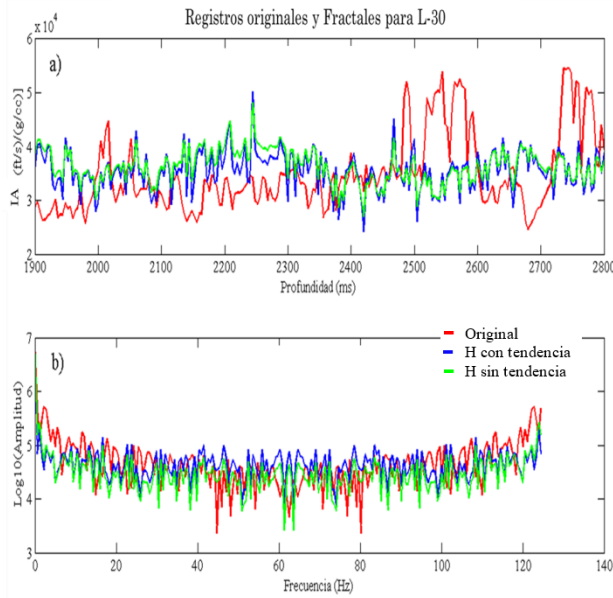 Registros originales y Fractales para L-30
x 10⁴
a)
IA (ft/s)/(g/cc)]
6
5
4
3
2
1900 2000 2100 2200 2300 2400 2500 2600 2700 2800
Profundidad (ms)
b)
Original
H con tendencia
H sin tendencia
Log10(Amplitud)
7
6
5
4
3
0 20 40 60 80 100 120 140
Frecuencia (Hz)